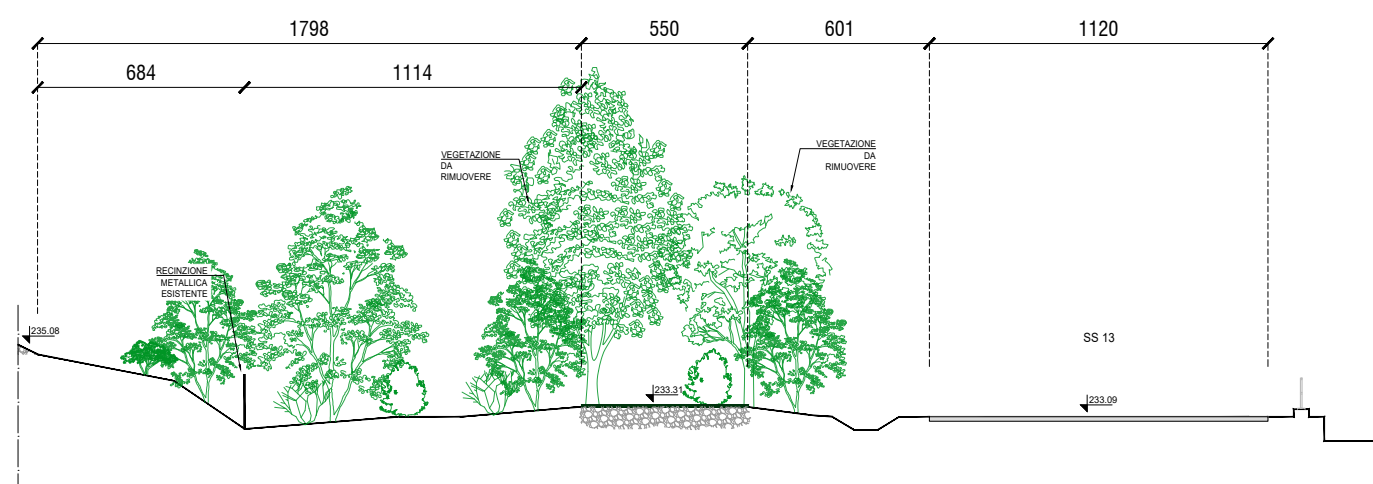 1798
550
601
1120
684
1114
VEGETAZIONE
DA
RIMUOVERE
VEGETAZIONE
DA
RIMUOVERE
RECINZIONE
METALLICA
ESISTENTE
235.08
SS 13
233.31
233.09